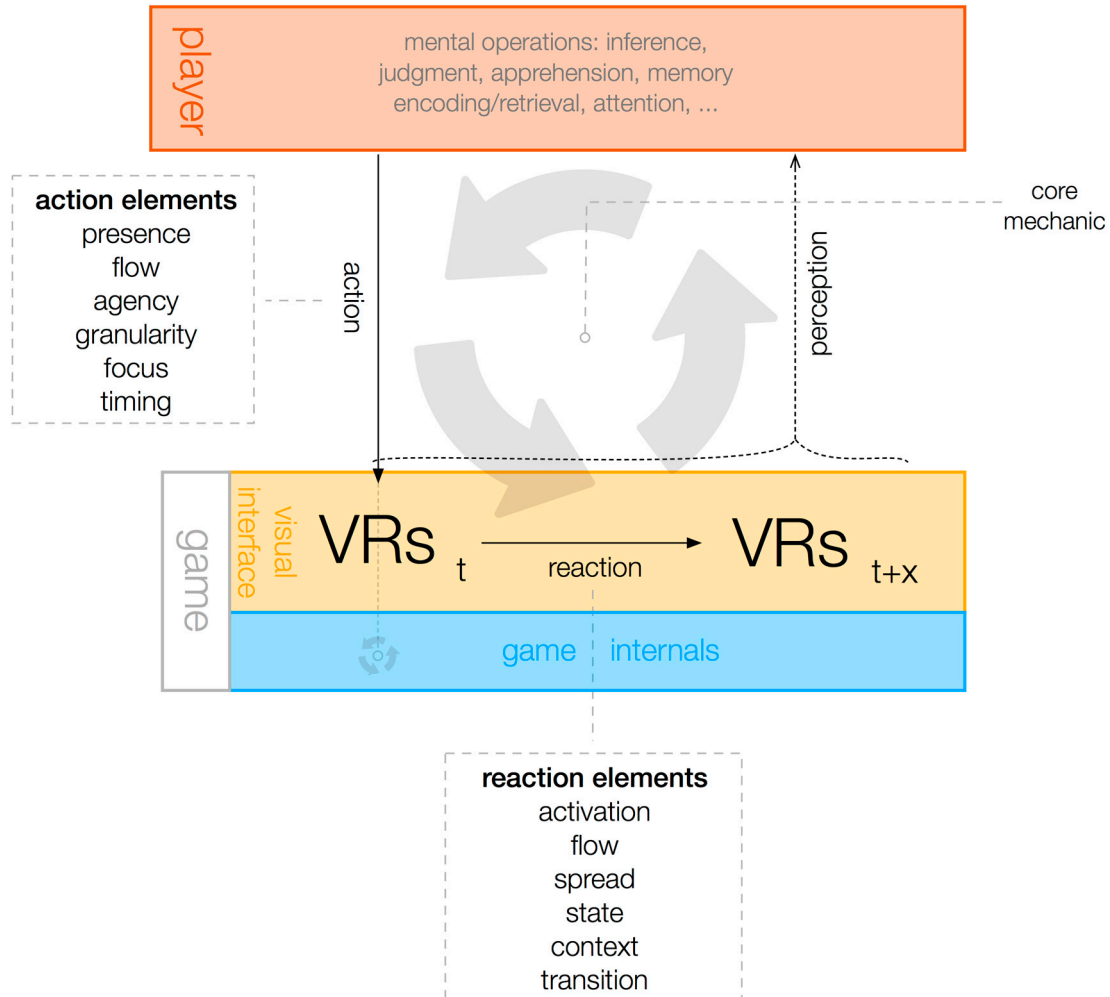 player
mental operations: inference,
judgment, apprehension, memory
encoding/retrieval, attention, ...
action elements
presence
flow
agency
granularity
focus
timing
action
perception
core
mechanic
game
visual
interface
VRs t
reaction
VRs t+x
game internals
reaction elements
activation
flow
spread
state
context
transition